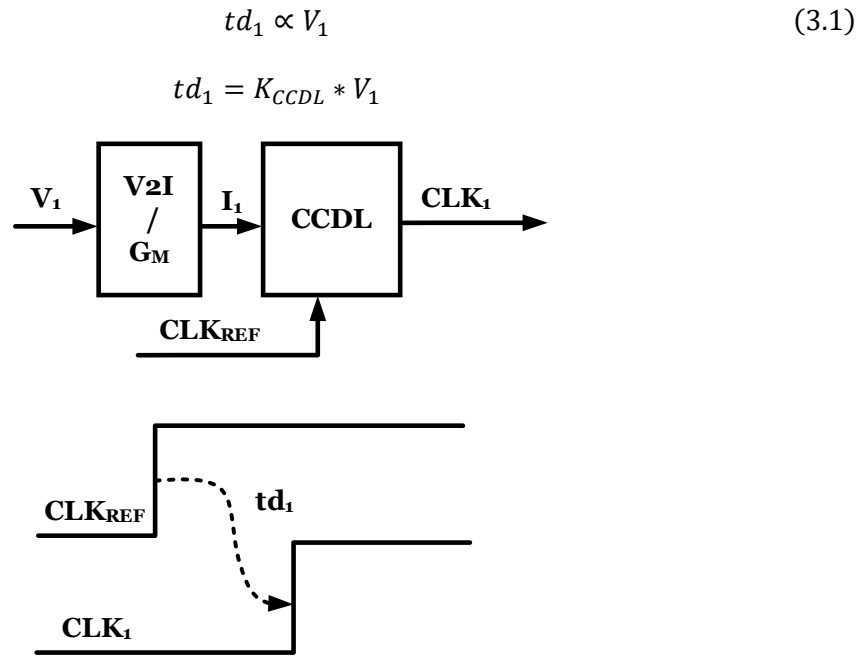 td₁ ∝ V₁ (3.1)
td₁ = K_CCDL * V₁
V₁
V2I
/
G_M
I₁
CCDL
CLK₁
CLK_REF
CLK_REF
td₁
CLK₁